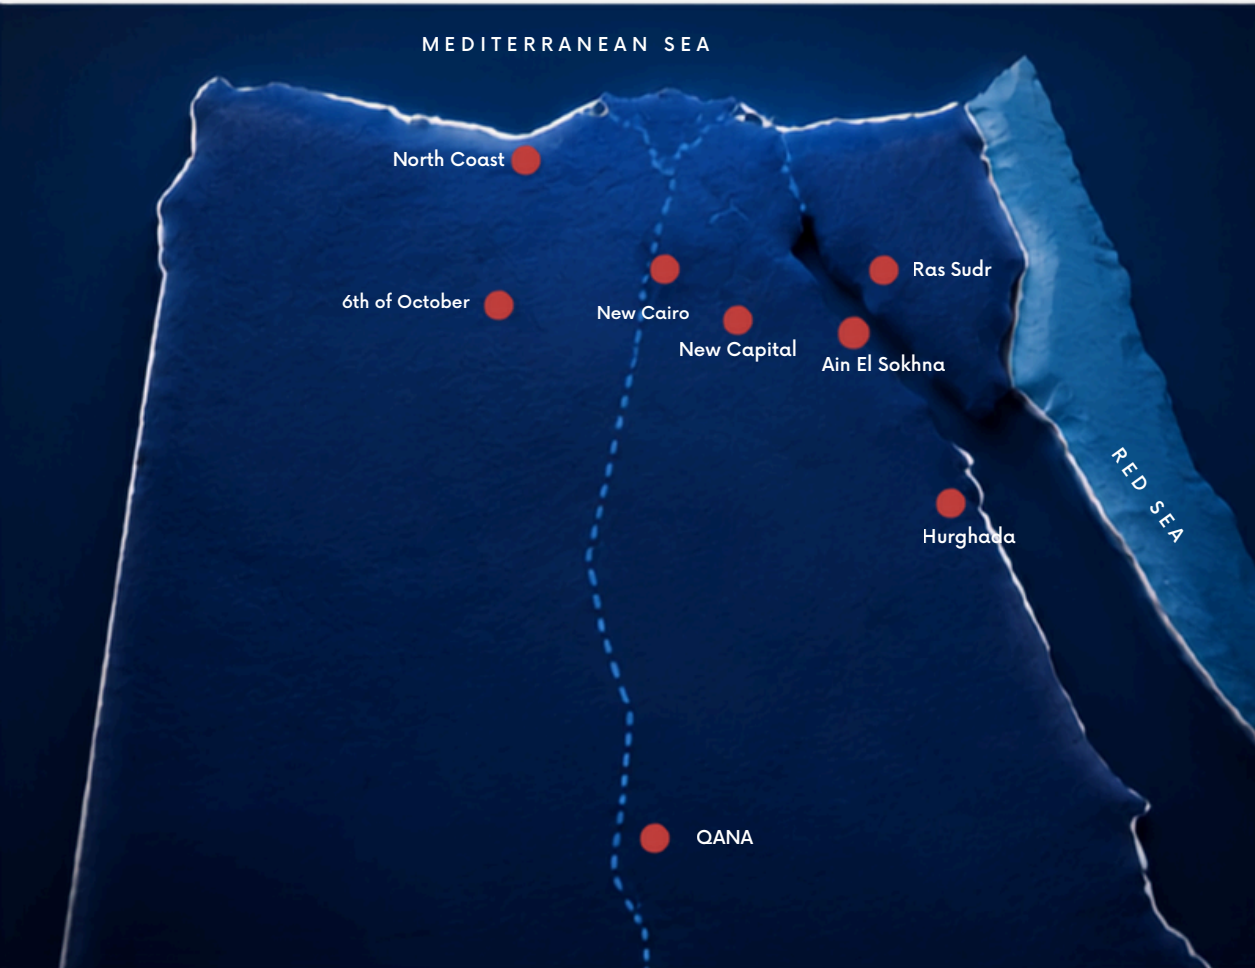 MEDITERRANEAN SEA
North Coast
Ras Sudr
6th of October
New Cairo
New Capital
Ain El Sokhna
RED SEA
Hurghada
QANA